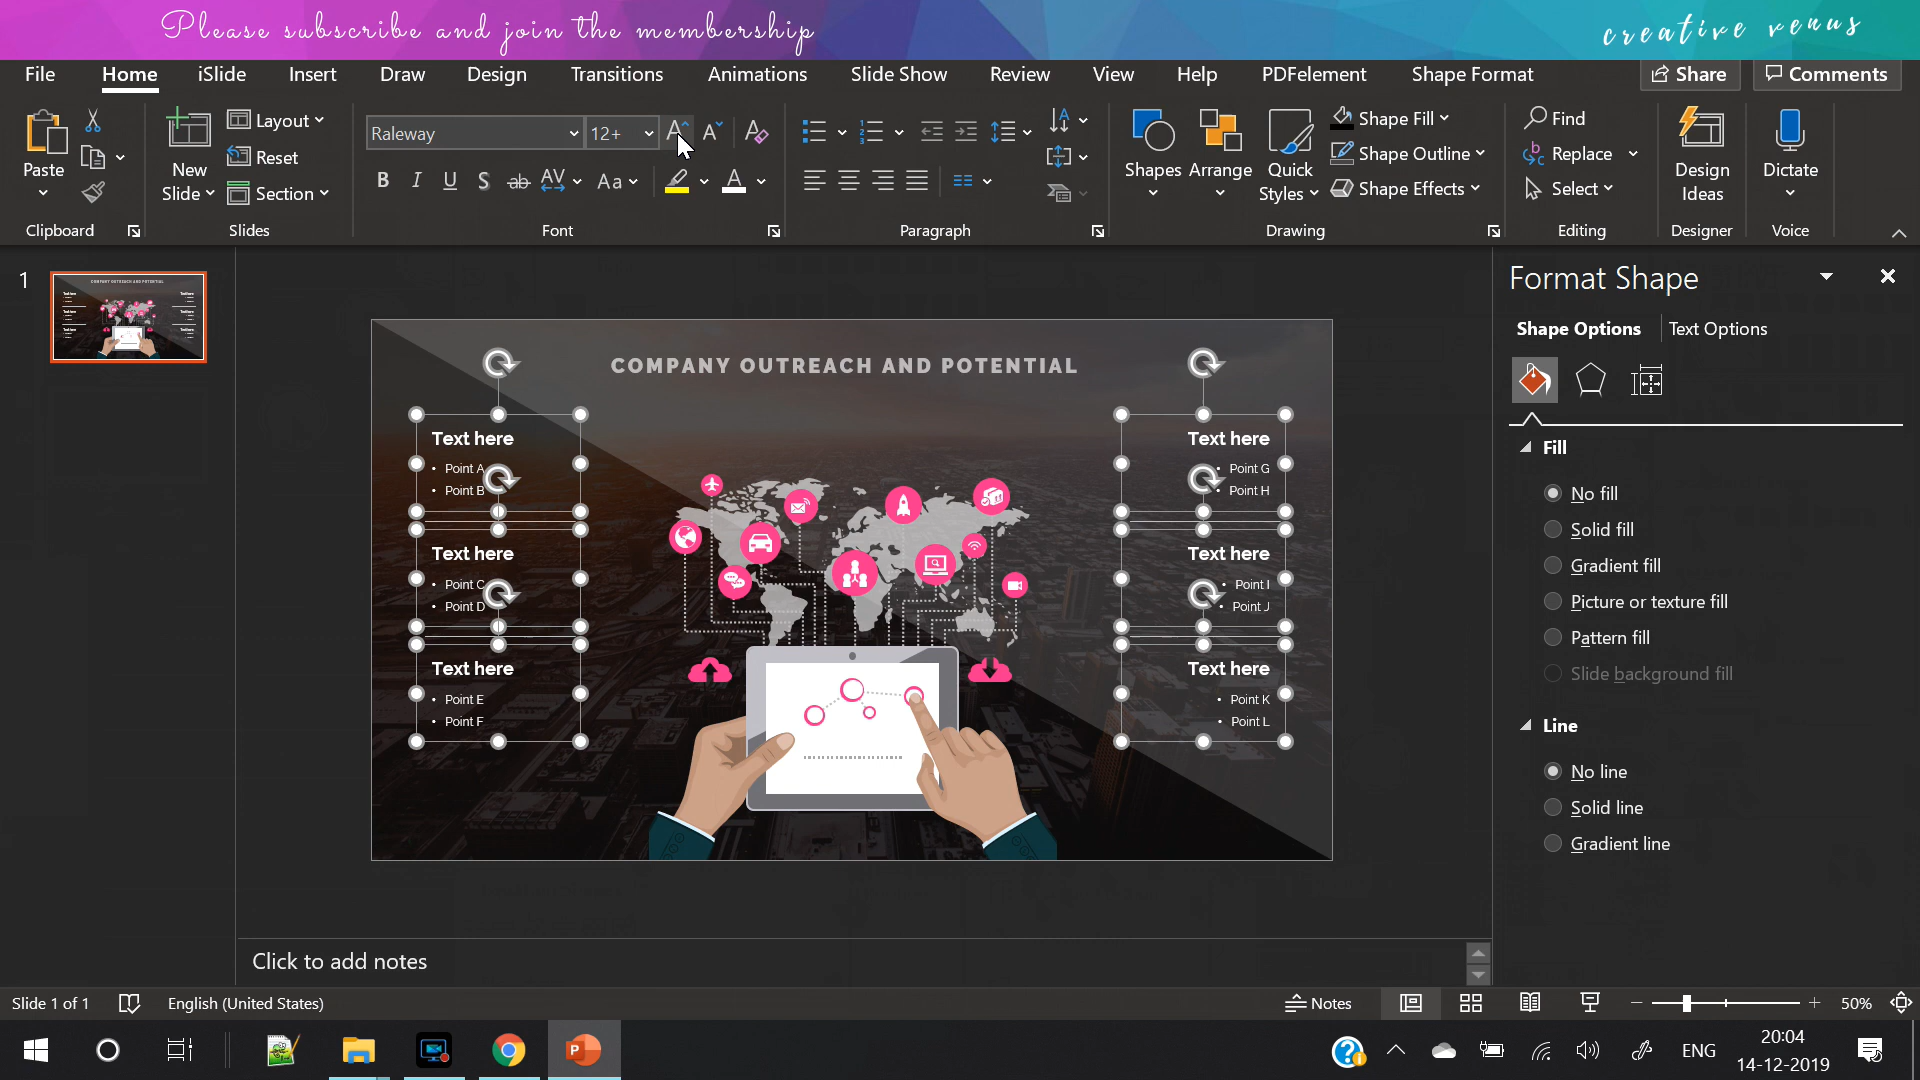 Please subscribe and join the membership
creative venus
File Home iSlide Insert Draw Design Transitions Animations Slide Show Review View Help PDFelement Shape Format Share Comments
Paste
Clipboard
New Slide
Layout
Reset
Section
Slides
Raleway 12+
Font
Paragraph
Shapes
Arrange
Quick Styles
Shape Fill
Shape Outline
Shape Effects
Drawing
Find
Replace
Select
Editing
Design Ideas
Designer
Dictate
Voice
1
COMPANY OUTREACH AND POTENTIAL
Text here
• Point A
• Point B
Text here
• Point C
• Point D
Text here
• Point E
• Point F
Text here
• Point G
• Point H
Text here
• Point I
• Point J
Text here
• Point K
• Point L
Format Shape
Shape Options Text Options
Fill
No fill
Solid fill
Gradient fill
Picture or texture fill
Pattern fill
Slide background fill
Line
No line
Solid line
Gradient line
Click to add notes
Slide 1 of 1 English (United States) Notes 50%
ENG
20:04
14-12-2019